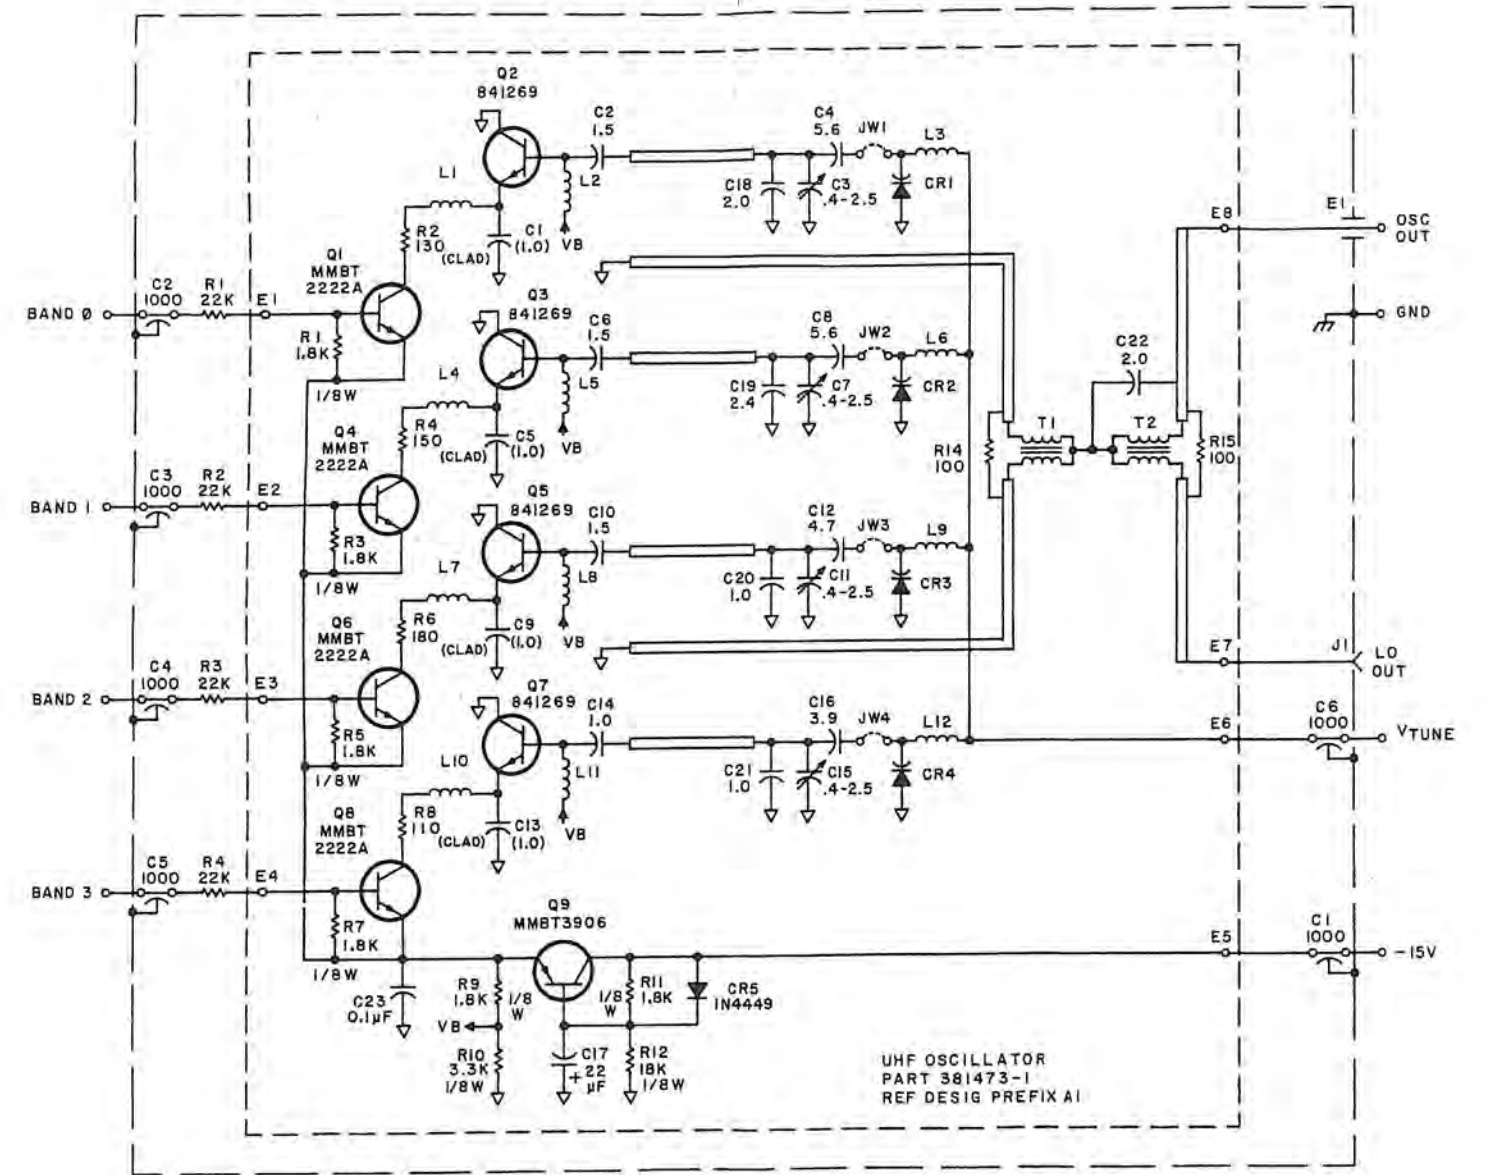 Q2
841269
C2
1.5
C4
5.6
JW1
L3
L1
L2
C18
2.0
C3
.4-2.5
CR1
R2
130
(CLAD)
C1
(1.0)
VB
E8
E1
OSC
OUT
Q1
MMBT
2222A
C2
1000
R1
22K
E1
BAND Ø
R1
1.8K
1/8W
Q3
841269
C6
1.5
C8
5.6
JW2
L6
GND
C22
2.0
L4
L5
C19
2.4
C7
.4-2.5
CR2
R4
150
(CLAD)
C5
(1.0)
VB
Q4
MMBT
2222A
T1
T2
R14
100
R15
100
C3
1000
R2
22K
E2
BAND 1
R3
1.8K
1/8W
Q5
841269
C10
1.5
C12
4.7
JW3
L9
L7
L8
C20
1.0
C11
.4-2.5
CR3
R6
180
(CLAD)
C9
(1.0)
VB
Q6
MMBT
2222A
E7
J1
LO
OUT
C4
1000
R3
22K
E3
BAND 2
R5
1.8K
1/8W
Q7
841269
C14
1.0
C16
3.9
JW4
L12
E6
C6
1000
VTUNE
L10
L11
C21
1.0
C15
.4-2.5
CR4
R8
110
(CLAD)
C13
(1.0)
VB
Q8
MMBT
2222A
C5
1000
R4
22K
E4
BAND 3
R7
1.8K
1/8W
Q9
MMBT3906
E5
C1
1000
-15V
C23
0.1µF
R9
1.8K
1/8
W
VB
R10
3.3K
1/8W
1/8
W
R11
1.8K
CR5
1N4449
C17
22
µF
+
R12
18K
1/8W
UHF OSCILLATOR
PART 381473-1
REF DESIG PREFIX A1